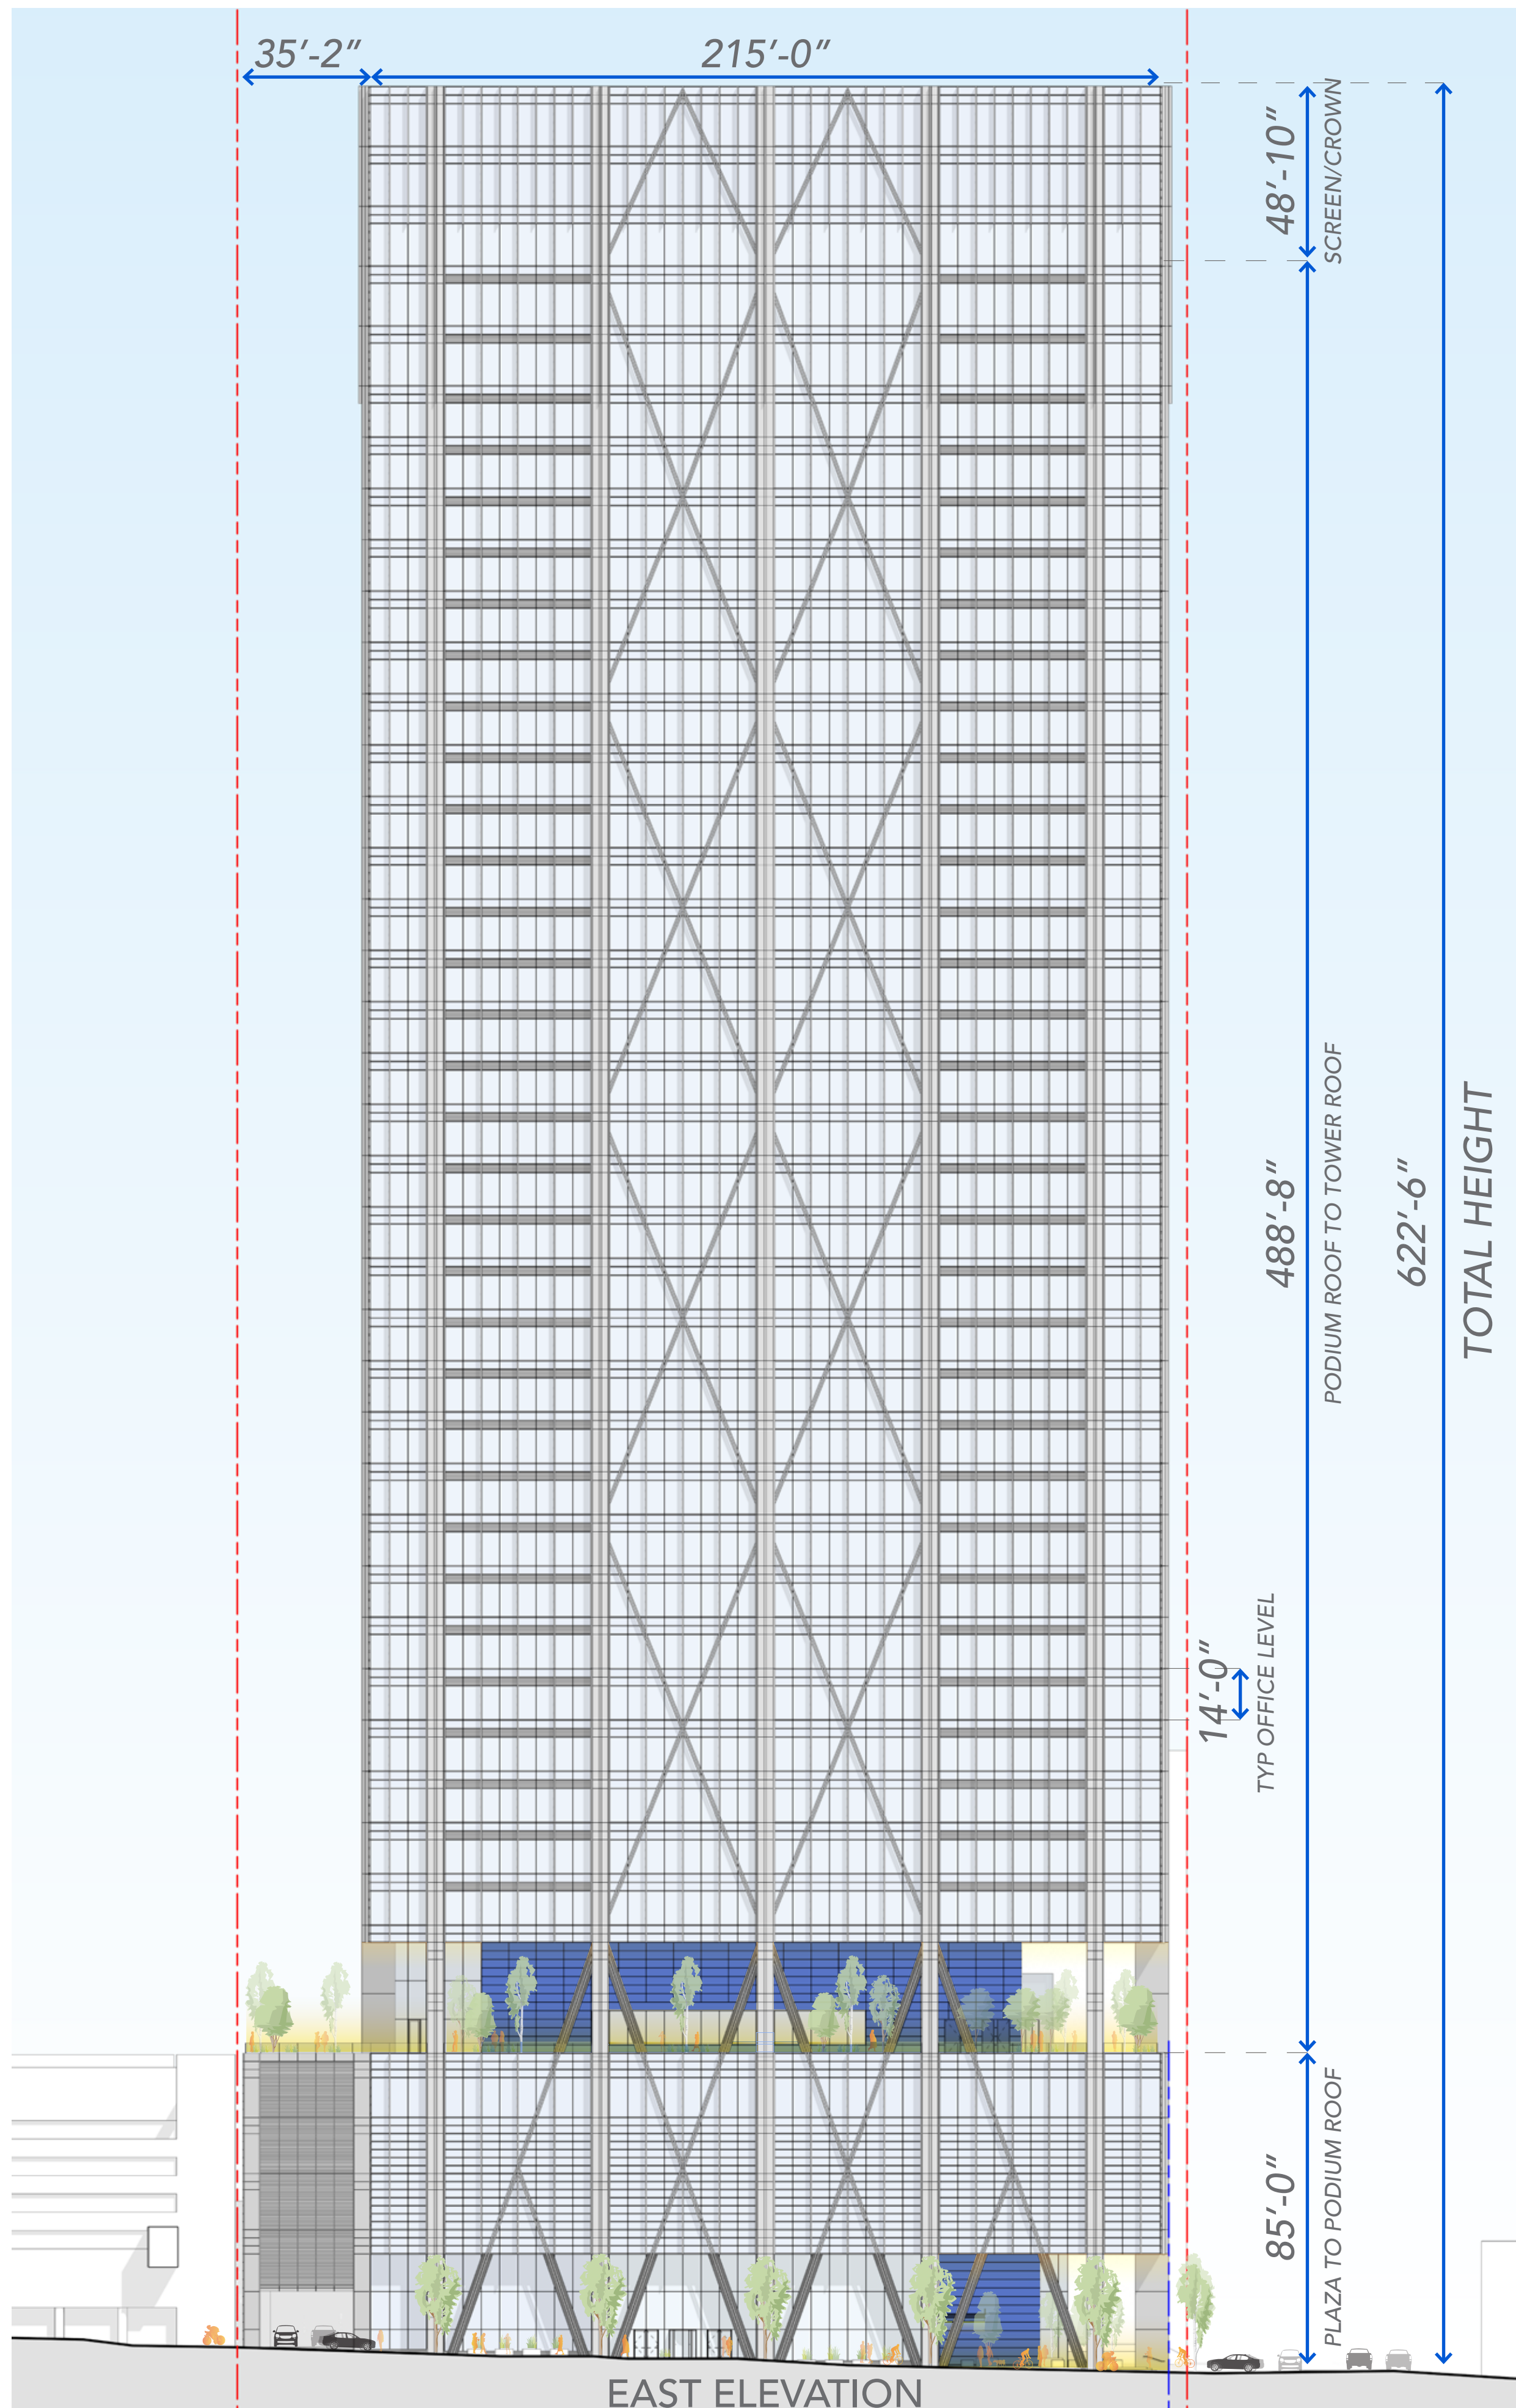 35’-2”
215’-0”
48’-10”
SCREEN/CROWN
488’-8”
PODIUM ROOF TO TOWER ROOF
622’-6”
TOTAL HEIGHT
14’-0”
TYP OFFICE LEVEL
85’-0”
PLAZA TO PODIUM ROOF
EAST ELEVATION